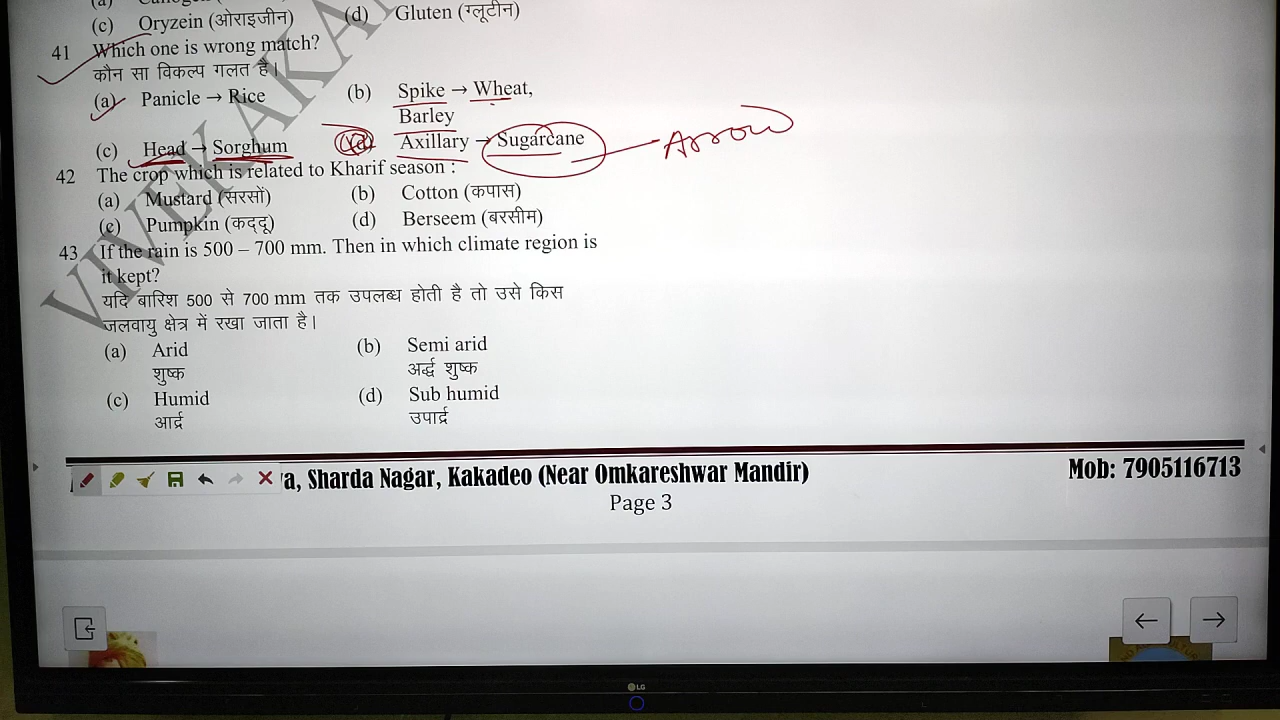 (c) Oryzein (ओराइजीन) (d) Gluten (ग्लूटीन)
41 Which one is wrong match?
कौन सा विकल्प गलत है।
(a) Panicle → Rice (b) Spike → Wheat,
Barley
(c) Head → Sorghum (d) Axillary → Sugarcane
Arrow
42 The crop which is related to Kharif season :
(a) Mustard (सरसों) (b) Cotton (कपास)
(c) Pumpkin (कद्दू) (d) Berseem (बरसीम)
43 If the rain is 500 – 700 mm. Then in which climate region is
it kept?
यदि बारिश 500 से 700 mm तक उपलब्ध होती है तो उसे किस
जलवायु क्षेत्र में रखा जाता है।
(a) Arid (b) Semi arid
शुष्क अर्द्ध शुष्क
(c) Humid (d) Sub humid
आर्द्र उपार्द्र
Sharda Nagar, Kakadeo (Near Omkareshwar Mandir) Mob: 7905116713
Page 3
LG